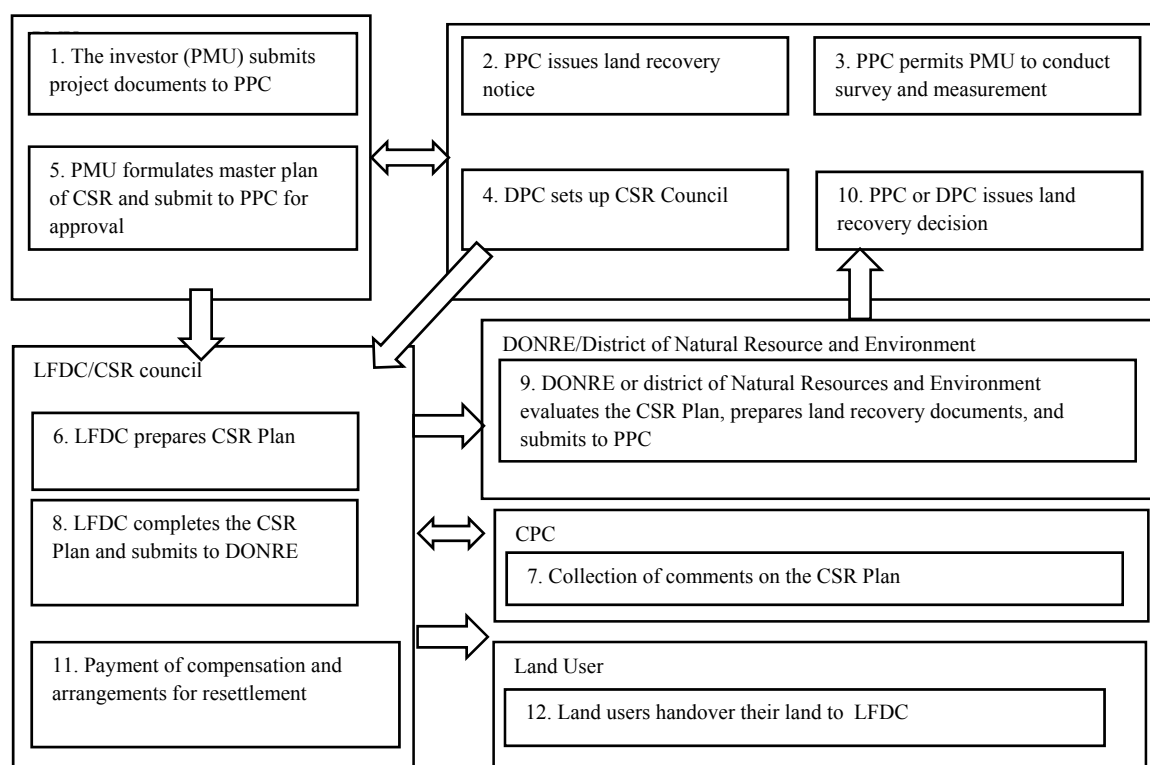 1. The investor (PMU) submits
project documents to PPC
5. PMU formulates master plan
of CSR and submit to PPC for
approval
2. PPC issues land recovery
notice
3. PPC permits PMU to conduct
survey and measurement
4. DPC sets up CSR Council
10. PPC or DPC issues land
recovery decision
LFDC/CSR council
6. LFDC prepares CSR Plan
8. LFDC completes the CSR
Plan and submits to DONRE
11. Payment of compensation and
arrangements for resettlement
DONRE/District of Natural Resource and Environment
9. DONRE or district of Natural Resources and Environment
evaluates the CSR Plan, prepares land recovery documents, and
submits to PPC
CPC
7. Collection of comments on the CSR Plan
Land User
12. Land users handover their land to LFDC